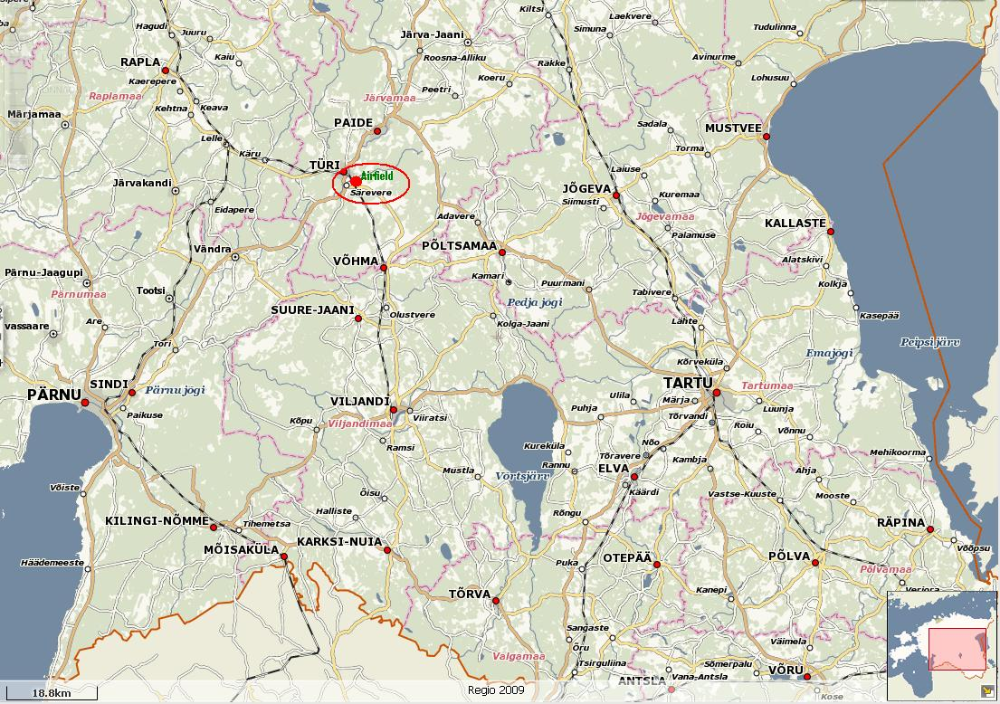 Kiltsi
Laekvere
Hagudi
Juuru
Simuna
Tudulinna
Järva-Jaani
Roosna-Alliku
RAPLA
Kaiu
Rakke
Avinurme
Kaerepere
Koeru
Lohusuu
Raplamaa
Järvamaa
Peetri
Kehtna
Keava
Märjamaa
PAIDE
Sadala
MUSTVEE
Lelle
Käru
Torma
TÜRI
Airfield
Laiuse
Järvakandi
Särevere
JÕGEVA
Kuremaa
Siimusti
Eidapere
Adavere
Jõgevamaa
KALLASTE
Palamuse
Vändra
PÕLTSAMAA
VÕHMA
Alatskivi
Pärnu-Jaagupi
Kamari
Puurmani
Kolkja
Pärnumaa
Tootsi
Pedja jõgi
Tabivere
SUURE-JAANI
Olustvere
Kasepää
vassaare
Are
Kolga-Jaani
Lähte
Tori
Peipsijärv
Emajõgi
Kõrveküla
SINDI
PÄRNU
Pärnu jõgi
TARTU
Tartumaa
VILJANDI
Ulila
Märja
Paikuse
Puhja
Luunja
Kõpu
Viljandimaa
Viiratsi
Tõrvandi
Roiu
Võnnu
Ramsi
Kureküla
Nõo
Tõravere
Mehikoorma
Rannu
Kambja
Mustla
Vortsjärv
ELVA
Ahja
Võiste
Õisu
Käärdi
Vastse-Kuuste
Mooste
Halliste
Rõngu
KILINGI-NÕMME
Tihemetsa
RÄPINA
KARKSI-NUIA
MÕISAKÜLA
Võõpsu
Häädemeeste
Puka
OTEPÄÄ
PÕLVA
Põlvamaa
Veriora
TÕRVA
Kanepi
Sangaste
Õru
Väimela
Valgamaa
Tsirguliina
Sõmerpalu
VÕRU
ANTSLA
Vana-Antsla
18.8km
Regio 2009
Kose